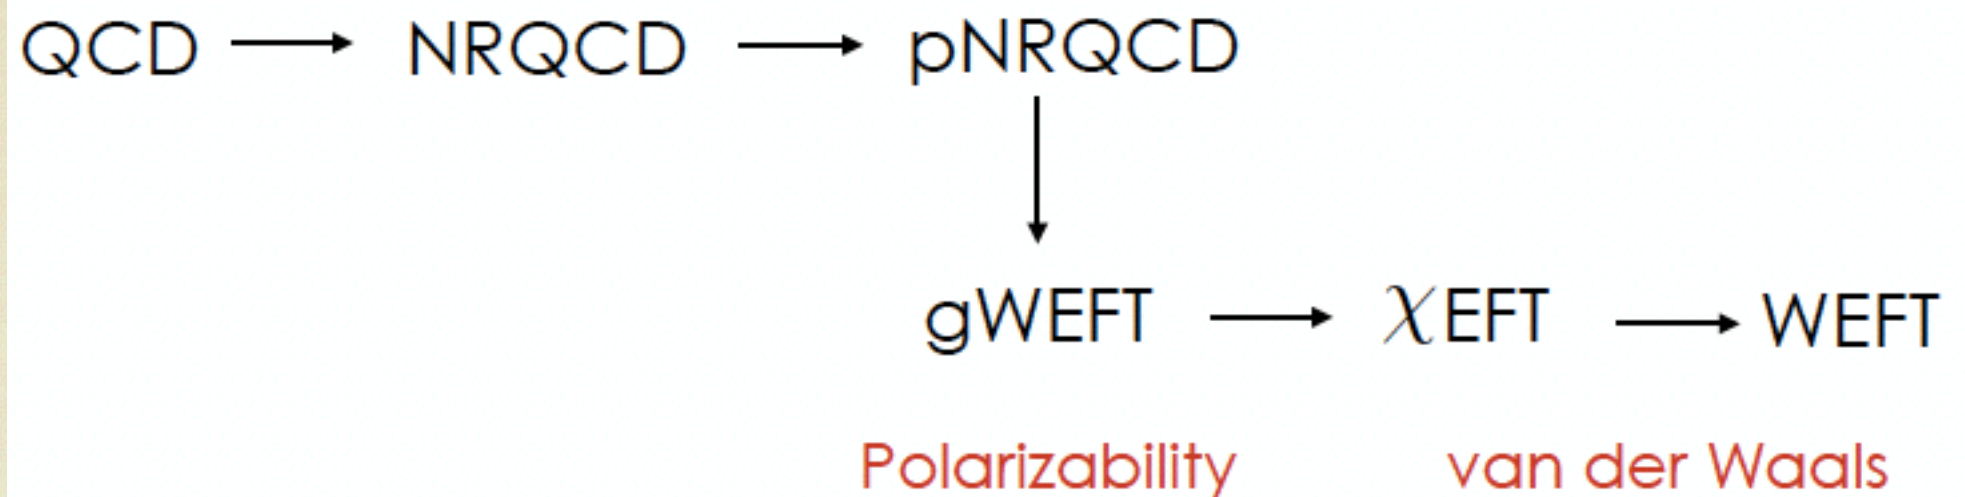 QCD → NRQCD → pNRQCD
gWEFT → χEFT → WEFT
Polarizability van der Waals